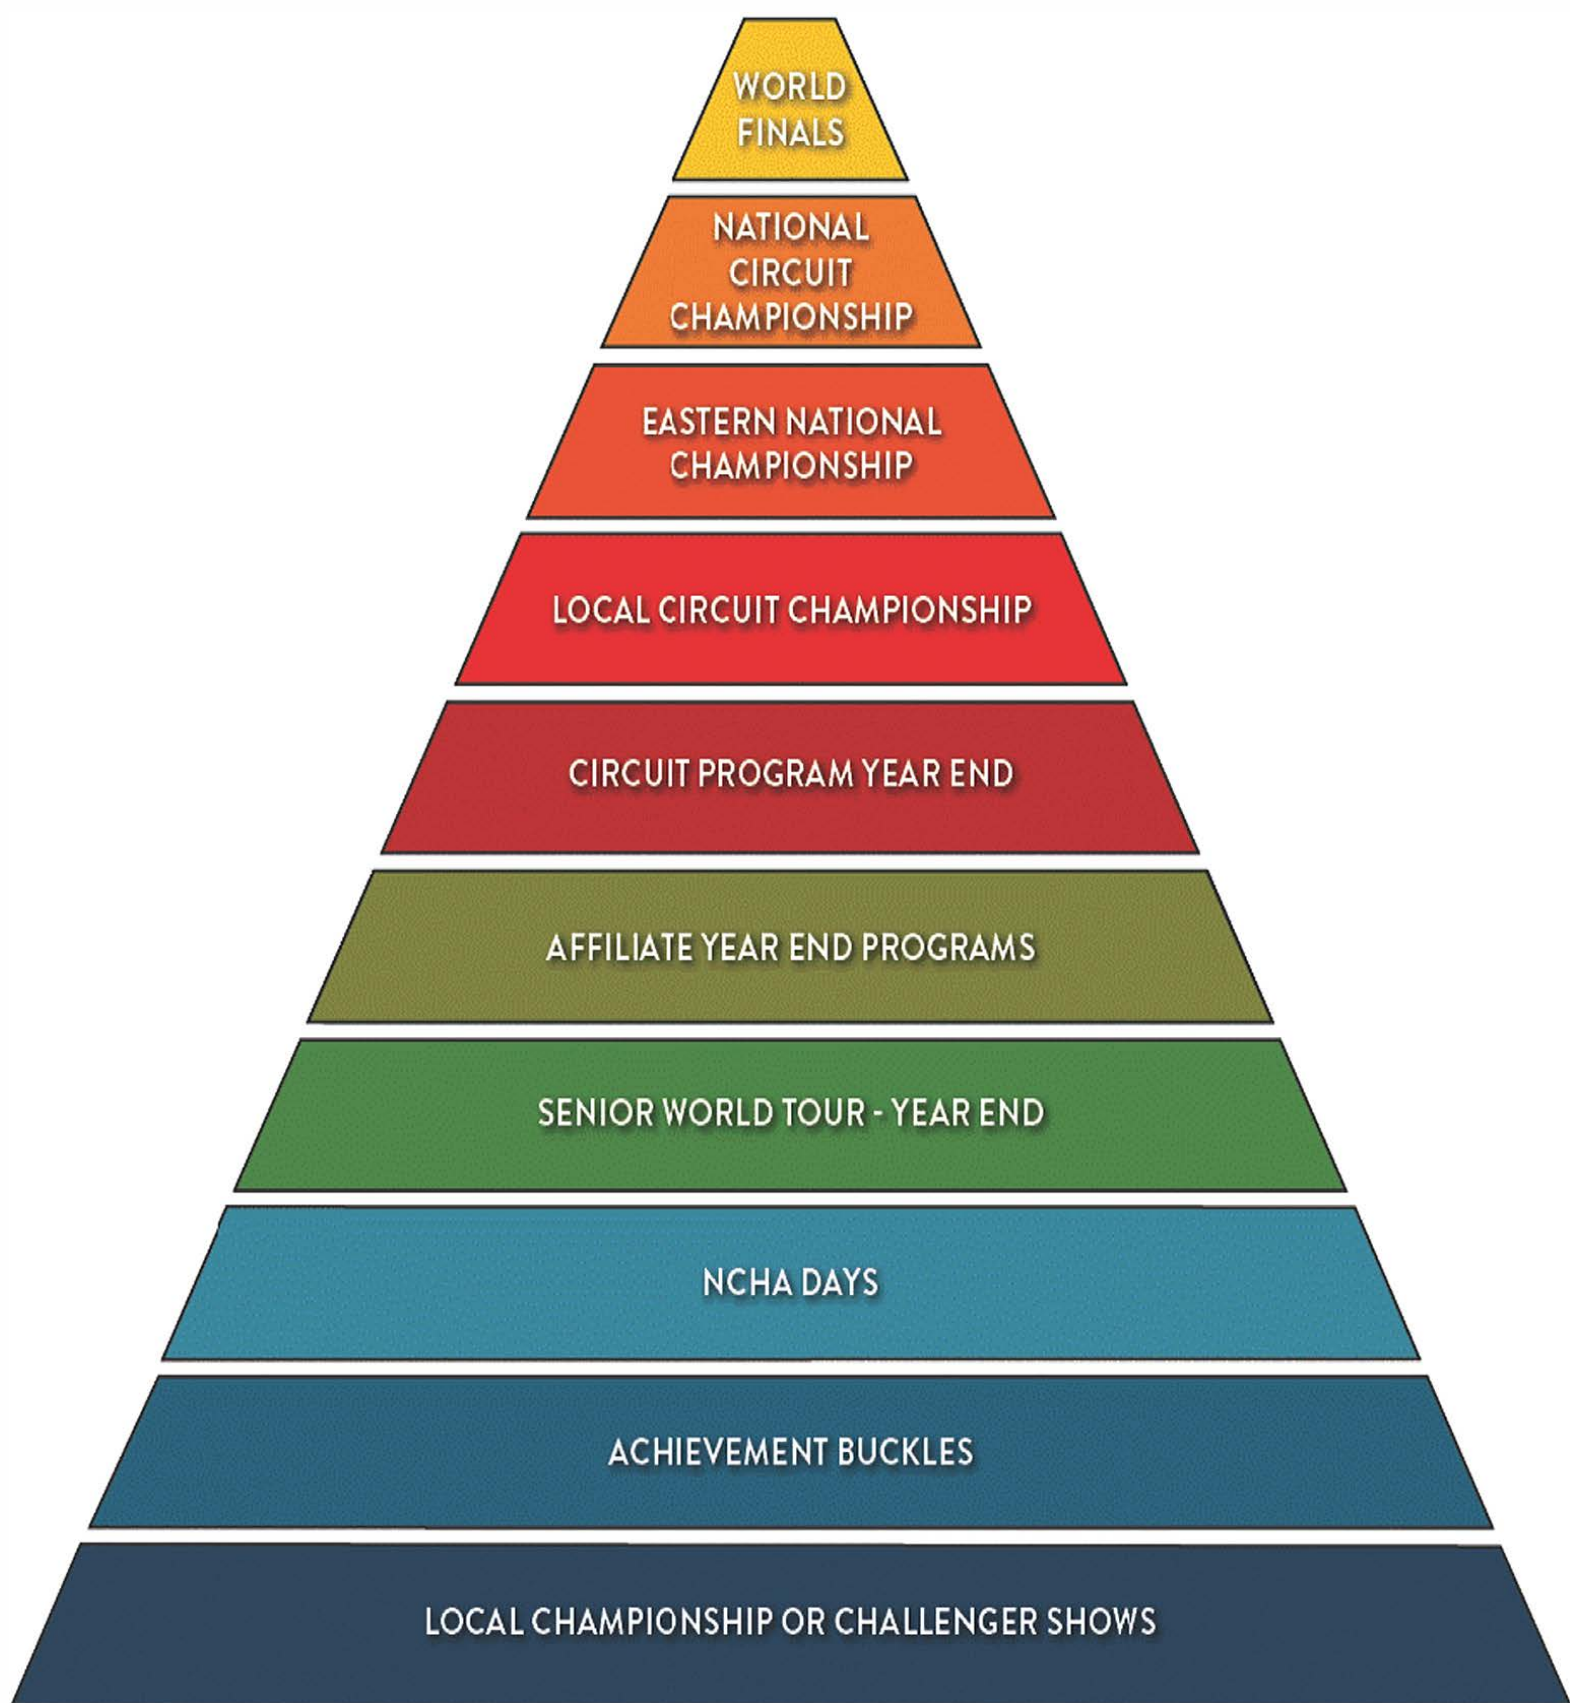 WORLD
FINALS
NATIONAL
CIRCUIT
CHAMPIONSHIP
EASTERN NATIONAL
CHAMPIONSHIP
LOCAL CIRCUIT CHAMPIONSHIP
CIRCUIT PROGRAM YEAR END
AFFILIATE YEAR END PROGRAMS
SENIOR WORLD TOUR - YEAR END
NCHA DAYS
ACHIEVEMENT BUCKLES
LOCAL CHAMPIONSHIP OR CHALLENGER SHOWS